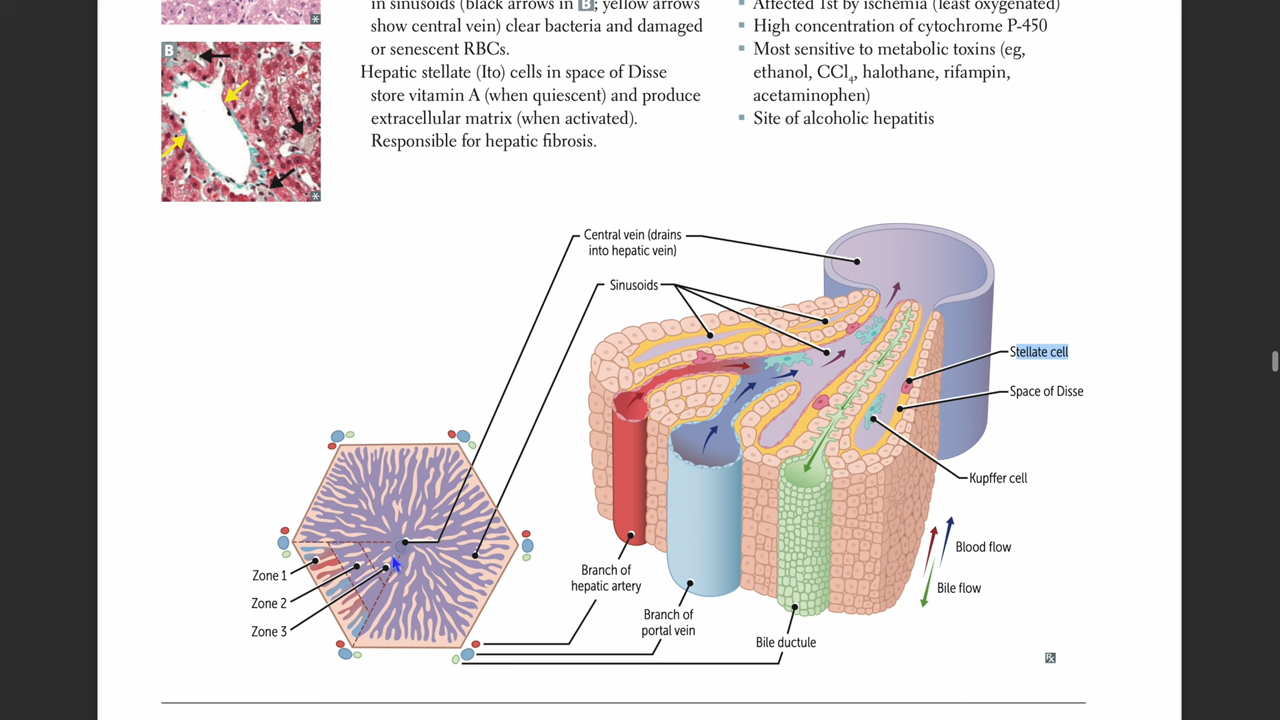 in sinusoids (black arrows in B; yellow arrows
show central vein) clear bacteria and damaged
or senescent RBCs.
Hepatic stellate (Ito) cells in space of Disse
store vitamin A (when quiescent) and produce
extracellular matrix (when activated).
Responsible for hepatic fibrosis.
Affected 1st by ischemia (least oxygenated)
▪ High concentration of cytochrome P-450
▪ Most sensitive to metabolic toxins (eg,
ethanol, CCl₄, halothane, rifampin,
acetaminophen)
▪ Site of alcoholic hepatitis
B
Central vein (drains
into hepatic vein)
Sinusoids
Stellate cell
Space of Disse
Kupffer cell
Blood flow
Bile flow
Zone 1
Zone 2
Zone 3
Branch of
hepatic artery
Branch of
portal vein
Bile ductule
Rx